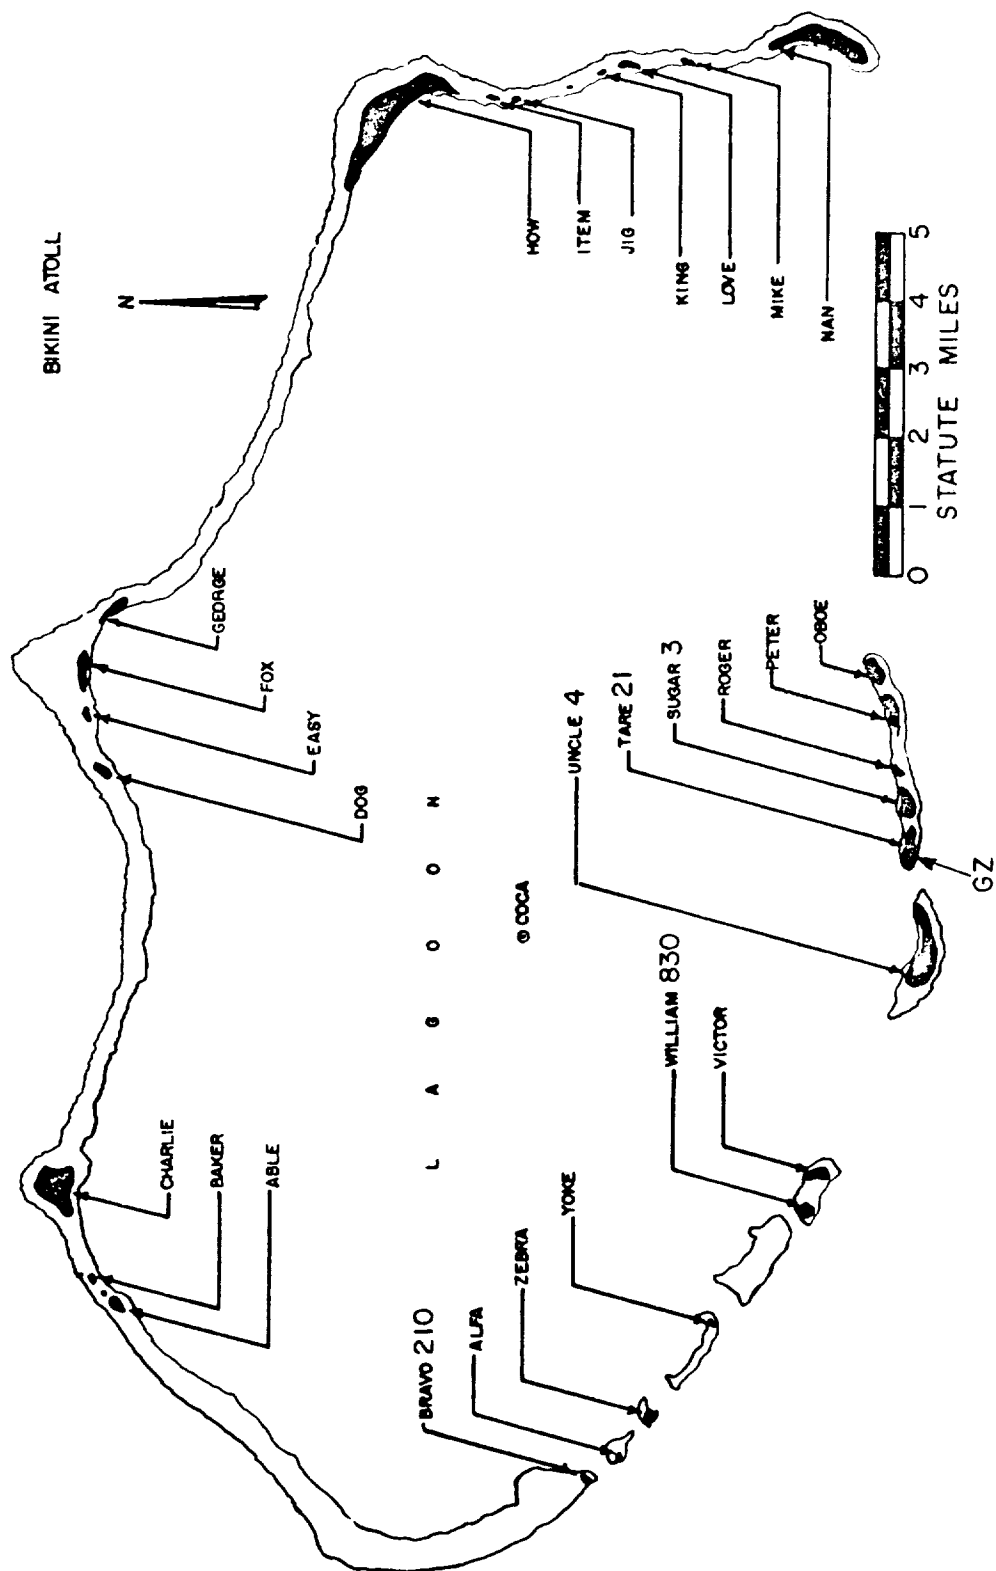 BIKINI ATOLL
N
CHARLIE
BAKER
ABLE
DOG
EASY
FOX
GEORGE
HOW
ITEM
JIG
KING
LOVE
MIKE
NAN
LAGOON
COCA
BRAVO 210
ALFA
ZEBRA
YOKE
WILLIAM 830
VICTOR
UNCLE 4
TARE 21
SUGAR 3
ROGER
PETER
OBOE
GZ
0 1 2 3 4 5
STATUTE MILES